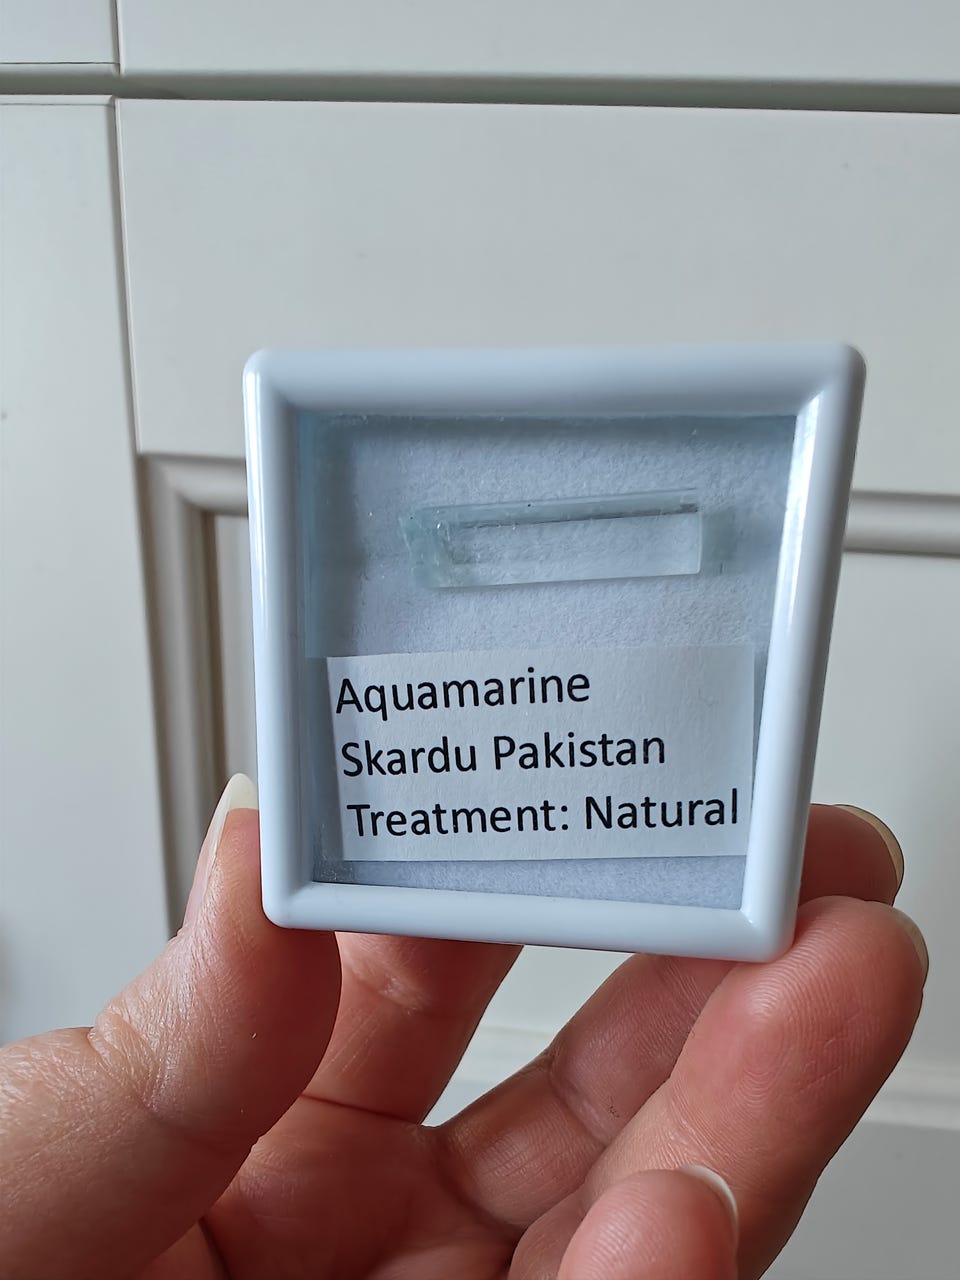 Aquamarine
Skardu Pakistan
Treatment: Natural